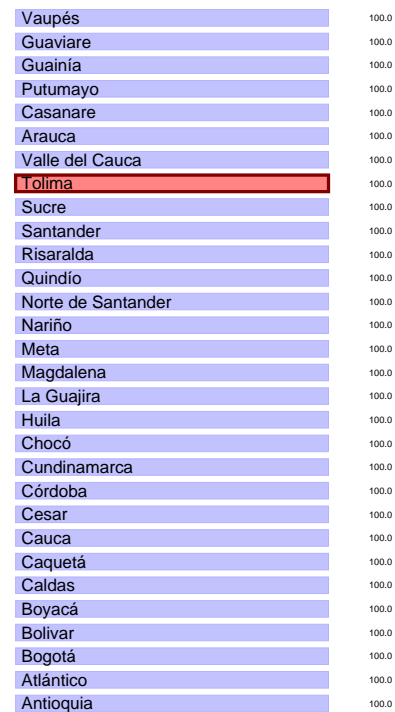 Vaupés 100.0
Guaviare 100.0
Guainía 100.0
Putumayo 100.0
Casanare 100.0
Arauca 100.0
Valle del Cauca 100.0
Tolima 100.0
Sucre 100.0
Santander 100.0
Risaralda 100.0
Quindío 100.0
Norte de Santander 100.0
Nariño 100.0
Meta 100.0
Magdalena 100.0
La Guajira 100.0
Huila 100.0
Chocó 100.0
Cundinamarca 100.0
Córdoba 100.0
Cesar 100.0
Cauca 100.0
Caquetá 100.0
Caldas 100.0
Boyacá 100.0
Bolivar 100.0
Bogotá 100.0
Atlántico 100.0
Antioquia 100.0